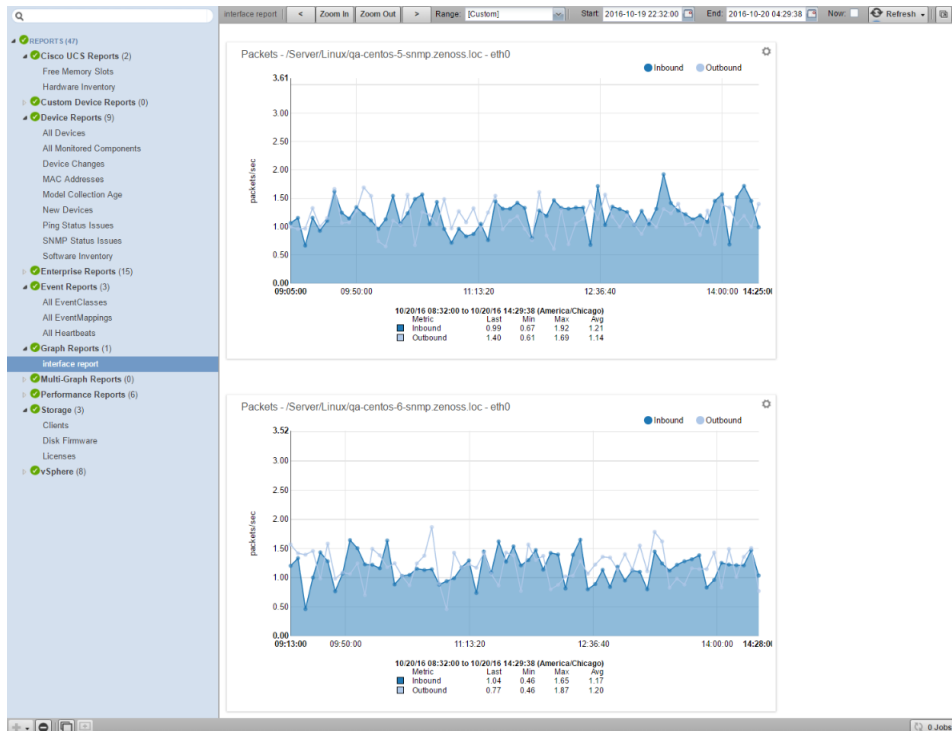 interface report < Zoom In Zoom Out > Range: [Custom] Start: 2016-10-19 22:32:00 End: 2016-10-20 04:29:38 Now: Refresh
REPORTS (47)
Cisco UCS Reports (2)
Free Memory Slots
Hardware Inventory
Custom Device Reports (0)
Device Reports (9)
All Devices
All Monitored Components
Device Changes
MAC Addresses
Model Collection Age
New Devices
Ping Status Issues
SNMP Status Issues
Software Inventory
Enterprise Reports (15)
Event Reports (3)
All EventClasses
All EventMappings
All Heartbeats
Graph Reports (1)
interface report
Multi-Graph Reports (0)
Performance Reports (6)
Storage (3)
Clients
Disk Firmware
Licenses
vSphere (8)
Packets - /Server/Linux/qa-centos-5-snmp.zenoss.loc - eth0
Inbound Outbound
3.61
3.00
2.50
2.00
1.50
1.00
0.50
0.00
packets/sec
09:05:00 09:50:00 11:13:20 12:36:40 14:00:00 14:25:00
10/20/16 08:32:00 to 10/20/16 14:29:38 (America/Chicago)
Metric Last Min Max Avg
Inbound 0.99 0.67 1.92 1.21
Outbound 1.40 0.61 1.69 1.14
Packets - /Server/Linux/qa-centos-6-snmp.zenoss.loc - eth0
Inbound Outbound
3.52
3.00
2.50
2.00
1.50
1.00
0.50
0.00
packets/sec
09:13:00 09:50:00 11:13:20 12:36:40 14:00:00 14:28:00
10/20/16 08:32:00 to 10/20/16 14:29:38 (America/Chicago)
Metric Last Min Max Avg
Inbound 1.04 0.46 1.65 1.17
Outbound 0.77 0.46 1.87 1.20
0 Jobs